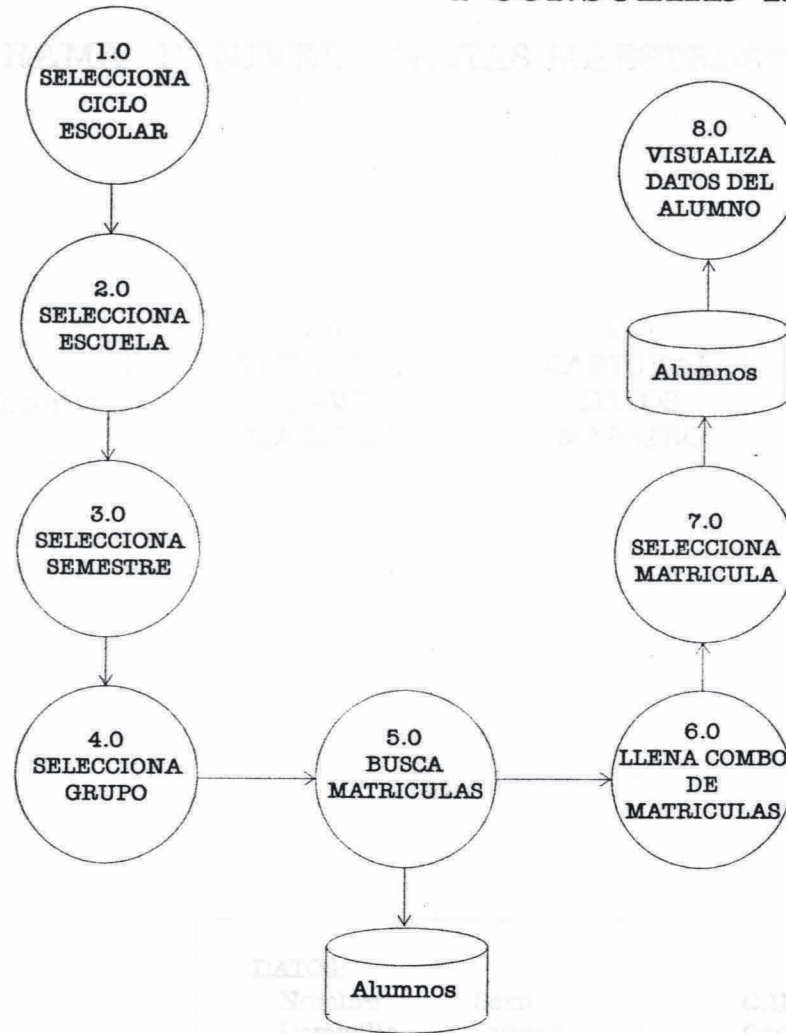 1.0
SELECCIONA
CICLO
ESCOLAR
2.0
SELECCIONA
ESCUELA
3.0
SELECCIONA
SEMESTRE
4.0
SELECCIONA
GRUPO
5.0
BUSCA
MATRICULAS
Alumnos
6.0
LLENA COMBO
DE
MATRICULAS
7.0
SELECCIONA
MATRICULA
Alumnos
8.0
VISUALIZA
DATOS DEL
ALUMNO